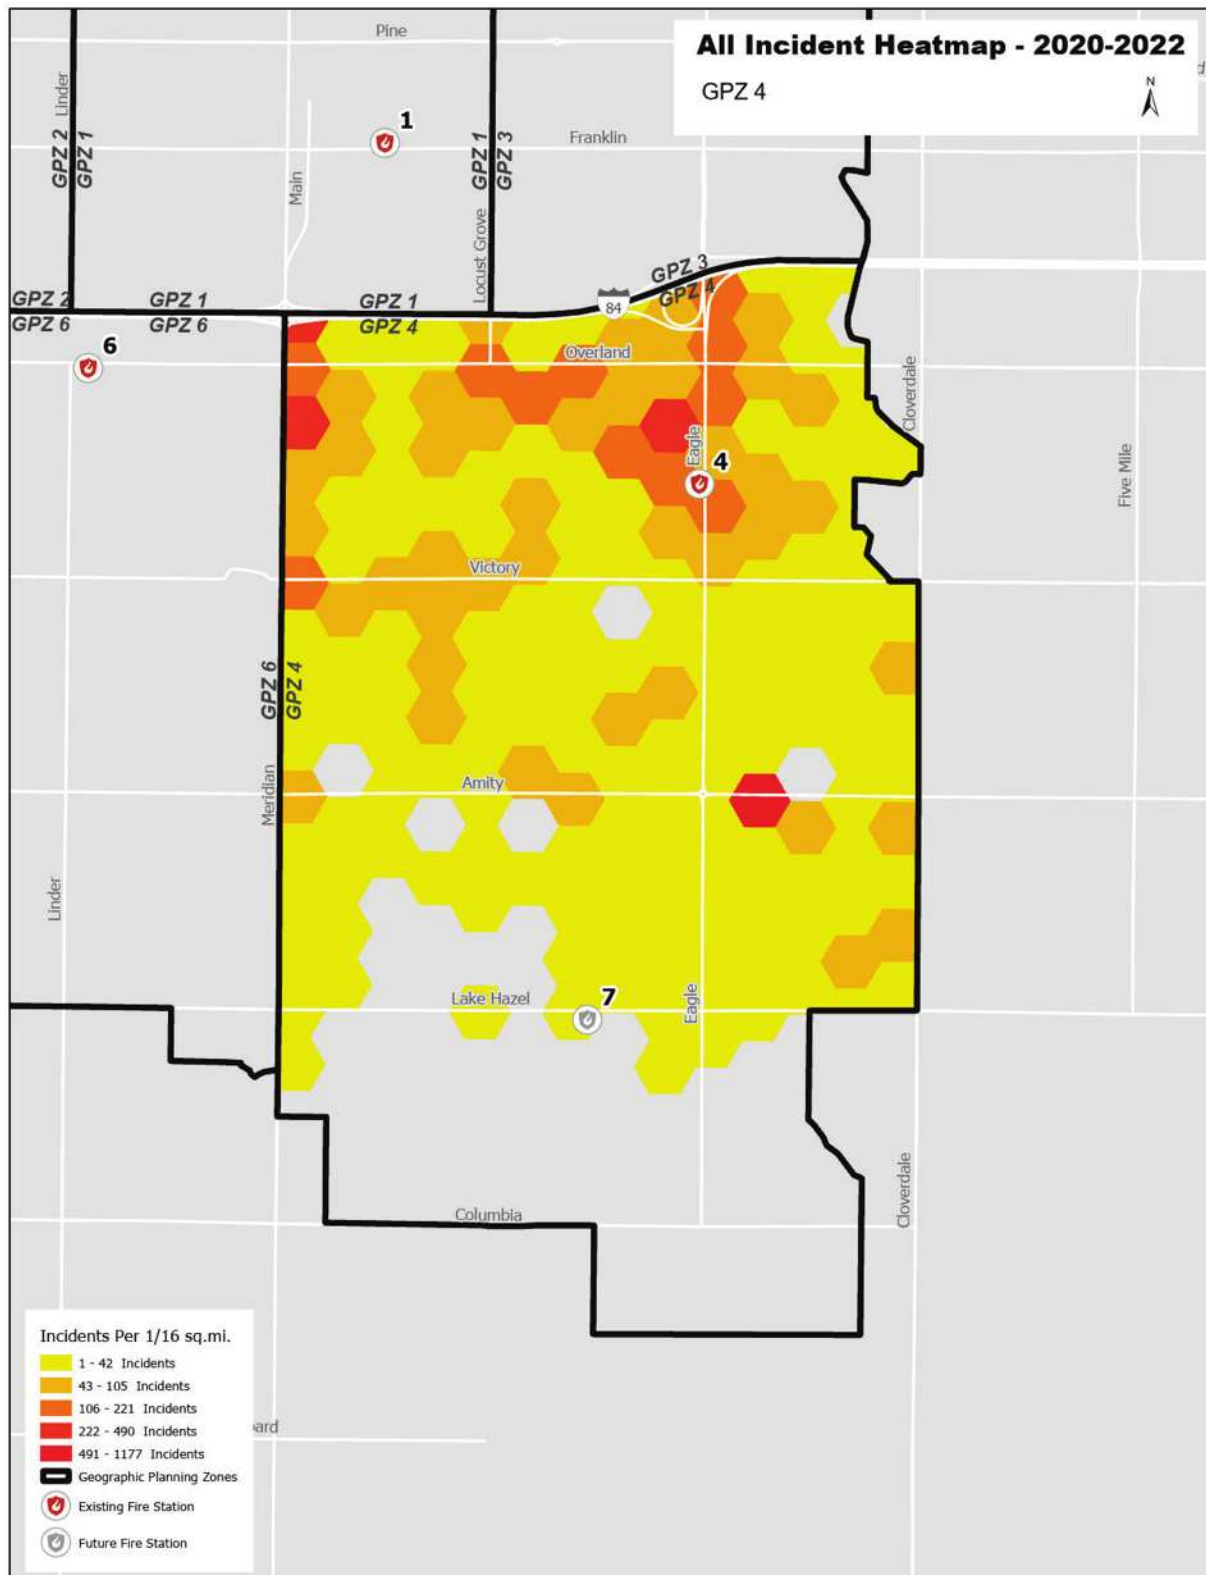 All Incident Heatmap - 2020-2022
GPZ 4
N
Pine
Linder
GPZ 2
GPZ 1
1
Main
Franklin
GPZ 1
GPZ 3
Locust Grove
GPZ 3
GPZ 4
84
GPZ 2
GPZ 1
GPZ 1
GPZ 6
GPZ 6
GPZ 4
6
Overland
Cloverdale
Eagle
4
Five Mile
Victory
GPZ 6
GPZ 4
Meridian
Amity
Linder
Lake Hazel
7
Eagle
Columbia
Cloverdale
Incidents Per 1/16 sq.mi.
1 - 42 Incidents
43 - 105 Incidents
106 - 221 Incidents
222 - 490 Incidents
491 - 1177 Incidents
Geographic Planning Zones
Existing Fire Station
Future Fire Station